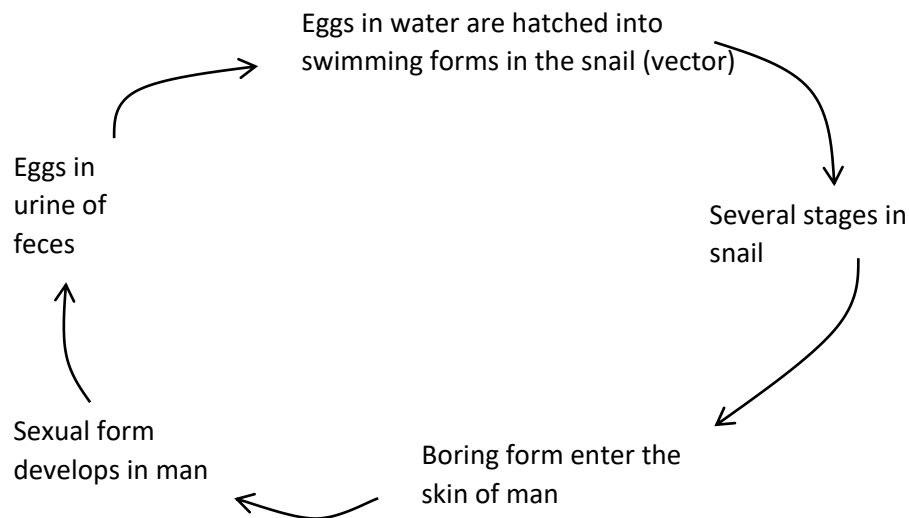 Eggs in water are hatched into
swimming forms in the snail (vector)
Several stages in
snail
Boring form enter the
skin of man
Sexual form
develops in man
Eggs in
urine of
feces